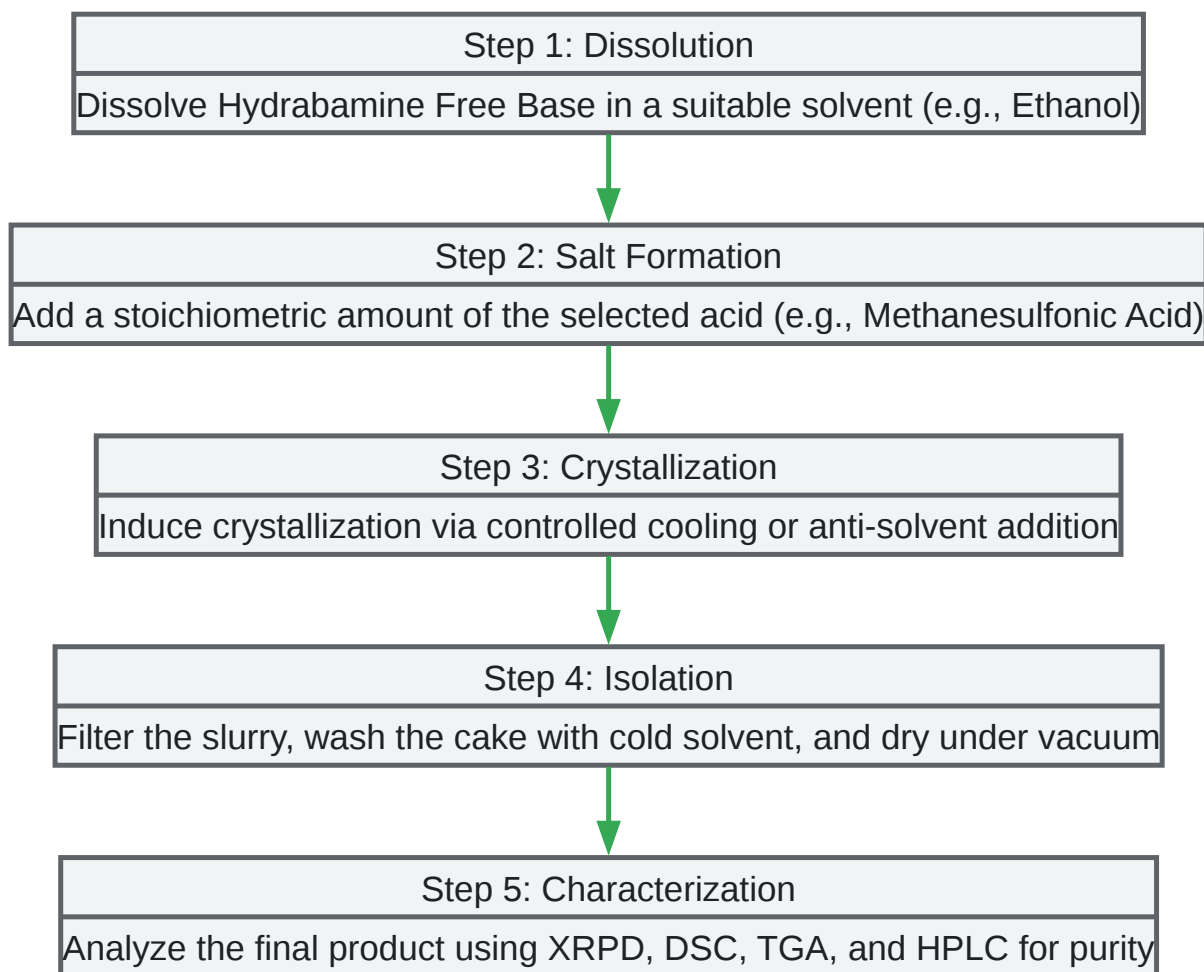 Step 1: Dissolution
Dissolve Hydrabamine Free Base in a suitable solvent (e.g., Ethanol)
Step 2: Salt Formation
Add a stoichiometric amount of the selected acid (e.g., Methanesulfonic Acid)
Step 3: Crystallization
Induce crystallization via controlled cooling or anti-solvent addition
Step 4: Isolation
Filter the slurry, wash the cake with cold solvent, and dry under vacuum
Step 5: Characterization
Analyze the final product using XRPD, DSC, TGA, and HPLC for purity